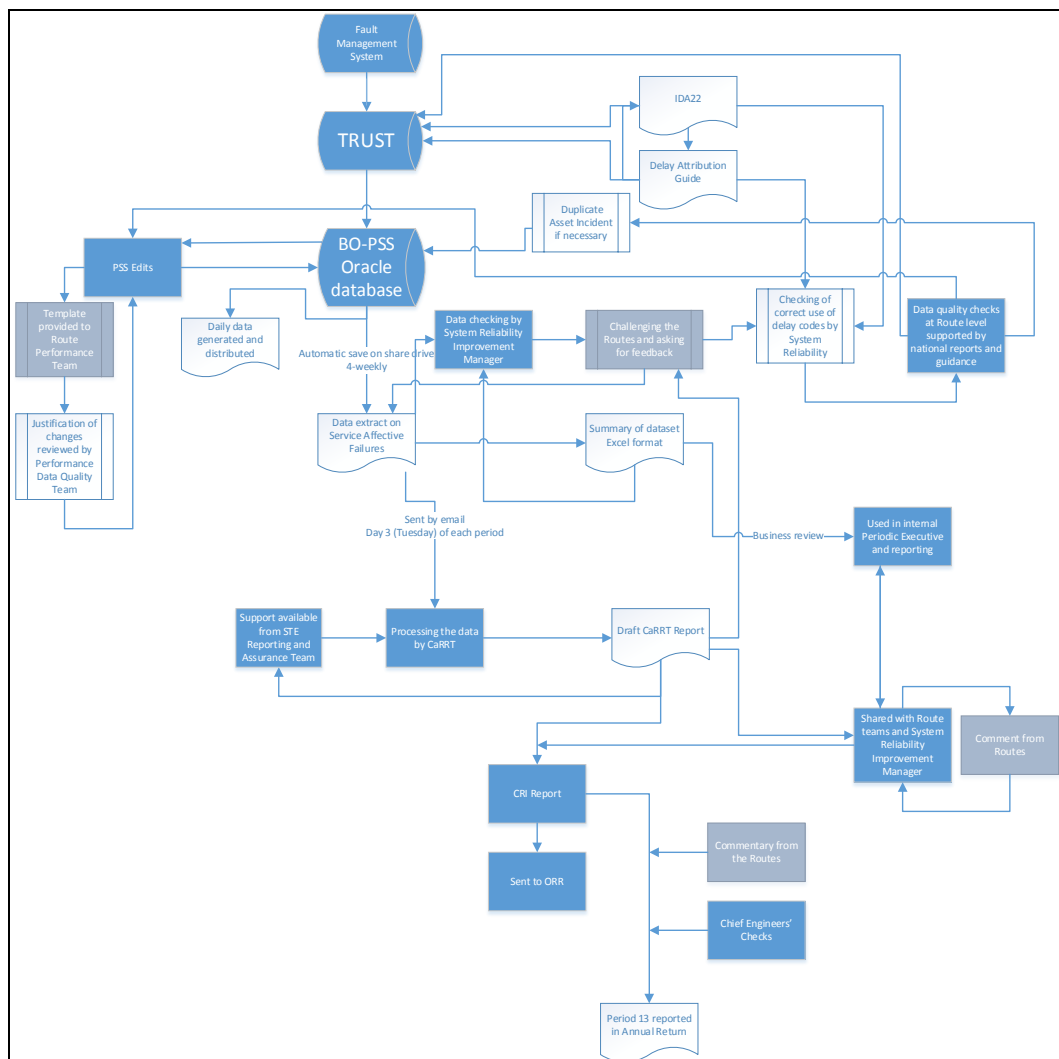 Fault
Management
System
IDA22
TRUST
Delay Attribution
Guide
Duplicate
Asset Incident
if necessary
BO-PSS
Oracle
database
PSS Edits
Template
provided to
Route
Performance
Team
Daily data
generated and
distributed
Data checking by
System Reliability
Improvement
Manager
Challenging the
Routes and asking
for feedback
Checking of
correct use of
delay codes by
System
Reliability
Data quality checks
at Route level
supported by
national reports and
guidance
Automatic save on share drive
4-weekly
Justification of
changes
reviewed by
Performance
Data Quality
Team
Data extract on
Service Affective
Failures
Summary of dataset
Excel format
Sent by email
Day 3 (Tuesday) of each period
Business review
Used in internal
Periodic Executive
and reporting
Support available
from STE
Reporting and
Assurance Team
Processing the data
by CaRRT
Draft CaRRT Report
Shared with Route
teams and System
Reliability
Improvement
Manager
Comment from
Routes
CRI Report
Commentary from
the Routes
Sent to ORR
Chief Engineers'
Checks
Period 13 reported
in Annual Return